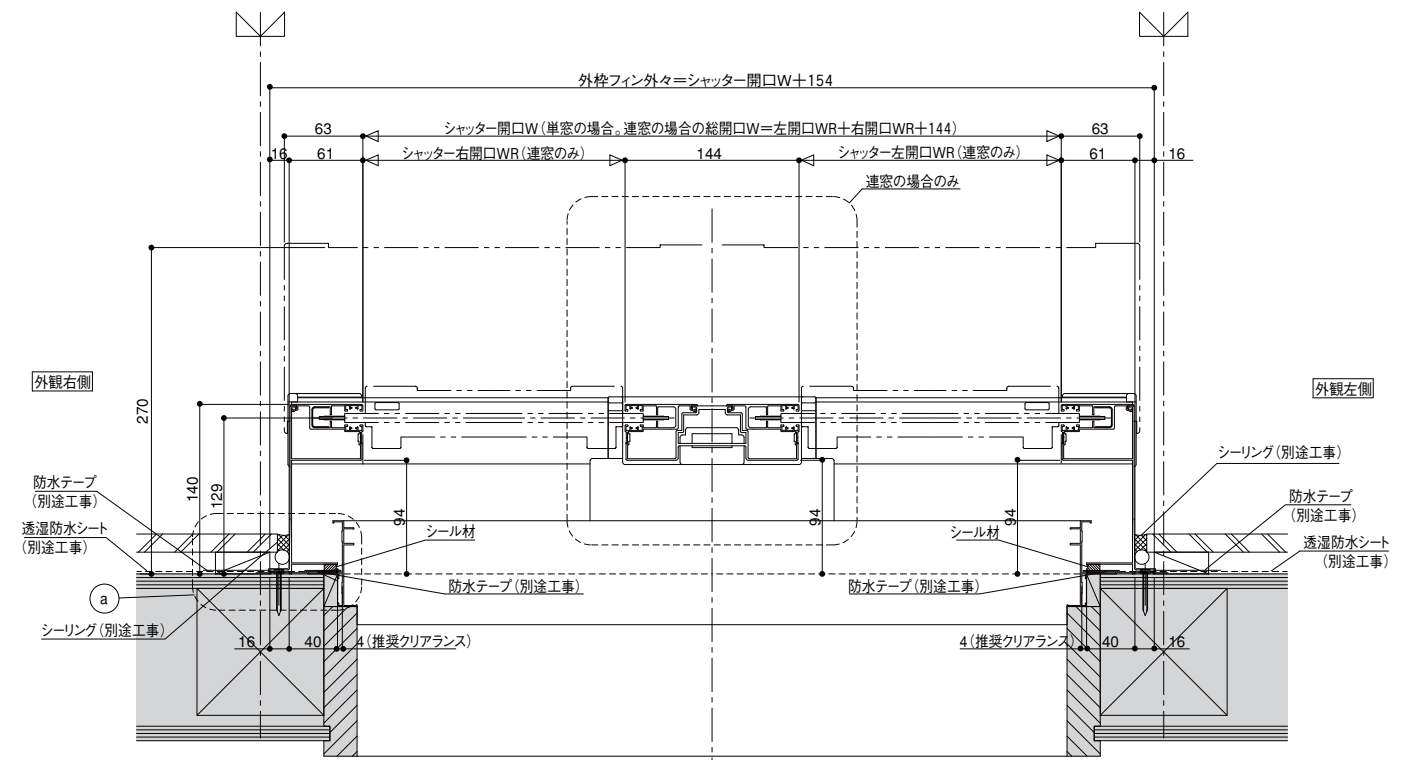 外枠フィン外々＝シャッター開口W＋154
63
シャッター開口W（単窓の場合。連窓の場合の総開口W＝左開口WR＋右開口WR＋144）
63
16
61
シャッター右開口WR（連窓のみ）
144
シャッター左開口WR（連窓のみ）
61
16
連窓の場合のみ
外観右側
外観左側
270
140
129
94
94
94
防水テープ
（別途工事）
透湿防水シート
（別途工事）
シール材
シール材
シーリング（別途工事）
防水テープ
（別途工事）
透湿防水シート
（別途工事）
防水テープ（別途工事）
防水テープ（別途工事）
a
シーリング（別途工事）
16
40
4（推奨クリアランス）
4（推奨クリアランス）
40
16